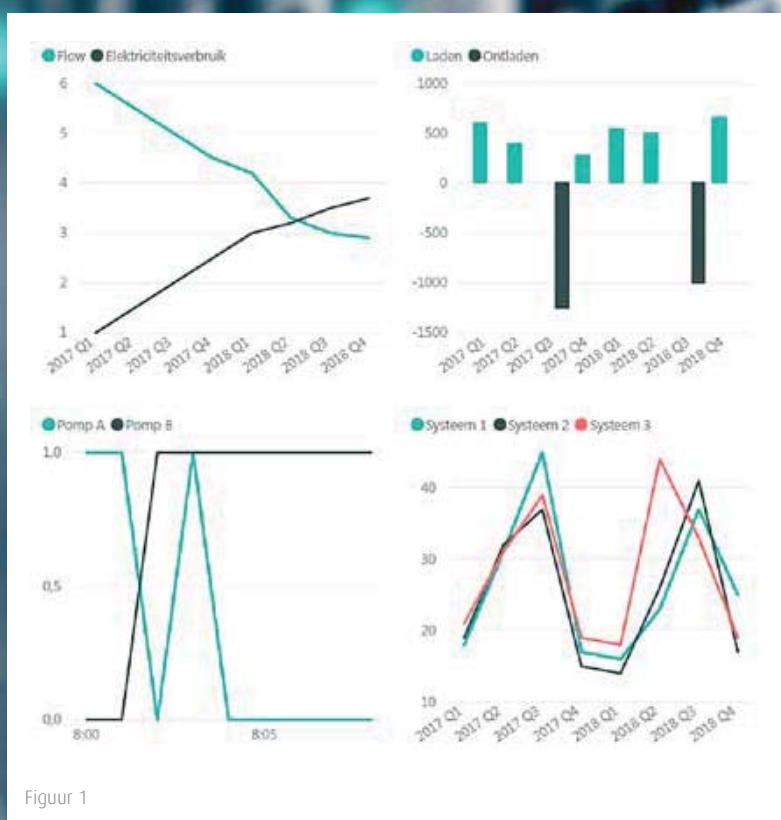 Flow Elektriciteitsverbruik
6
5
4
3
2
1
2017 Q1 2017 Q2 2017 Q3 2017 Q4 2018 Q1 2018 Q2 2018 Q3 2018 Q4
Laden Ontladen
1000
500
0
-500
-1000
-1500
2017 Q1 2017 Q2 2017 Q3 2017 Q4 2018 Q1 2018 Q2 2018 Q3 2018 Q4
Pomp A Pomp B
1,0
0,5
0,0
8:00 8:05
Systeem 1 Systeem 2 Systeem 3
40
30
20
10
2017 Q1 2017 Q2 2017 Q3 2017 Q4 2018 Q1 2018 Q2 2018 Q3 2018 Q4
Figuur 1